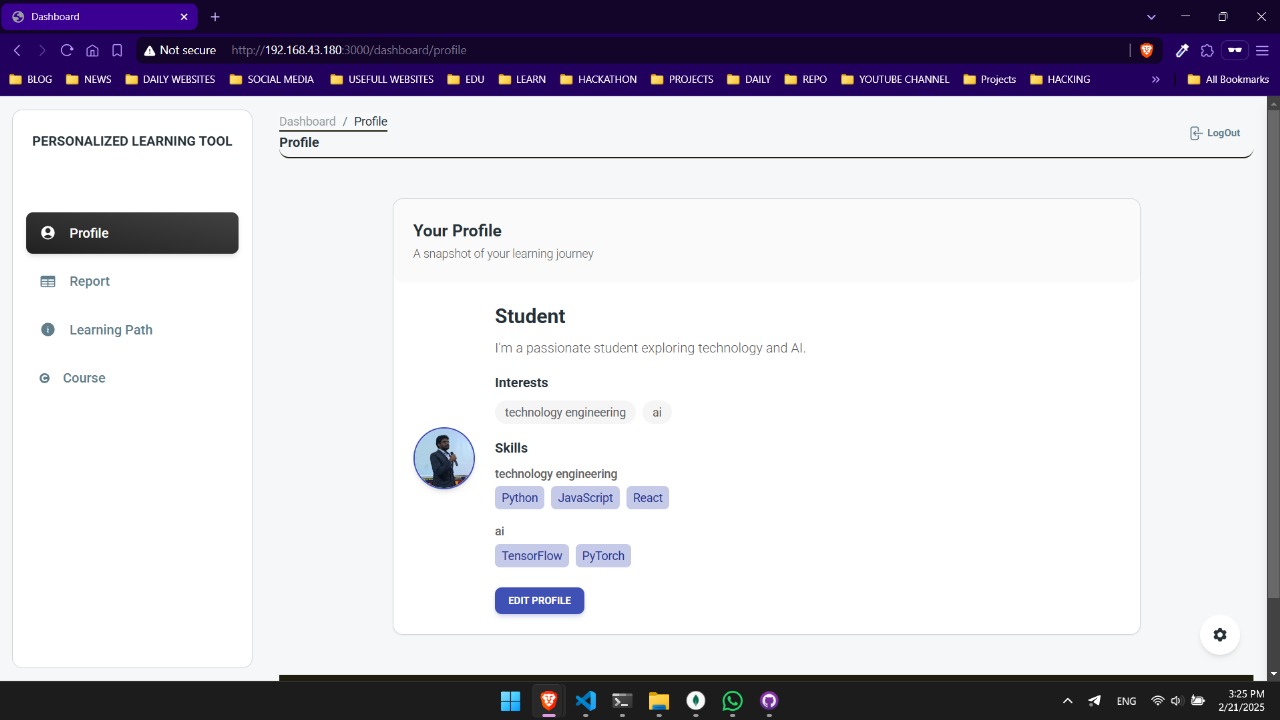 Dashboard
Not secure http://192.168.43.180:3000/dashboard/profile
BLOG NEWS DAILY WEBSITES SOCIAL MEDIA USEFULL WEBSITES EDU LEARN HACKATHON PROJECTS DAILY REPO YOUTUBE CHANNEL Projects HACKING » All Bookmarks
PERSONALIZED LEARNING TOOL
Profile
Report
Learning Path
Course
Dashboard / Profile
Profile
LogOut
Your Profile
A snapshot of your learning journey
Student
I'm a passionate student exploring technology and AI.
Interests
technology engineering ai
Skills
technology engineering
Python JavaScript React
ai
TensorFlow PyTorch
EDIT PROFILE
ENG
3:25 PM
2/21/2025